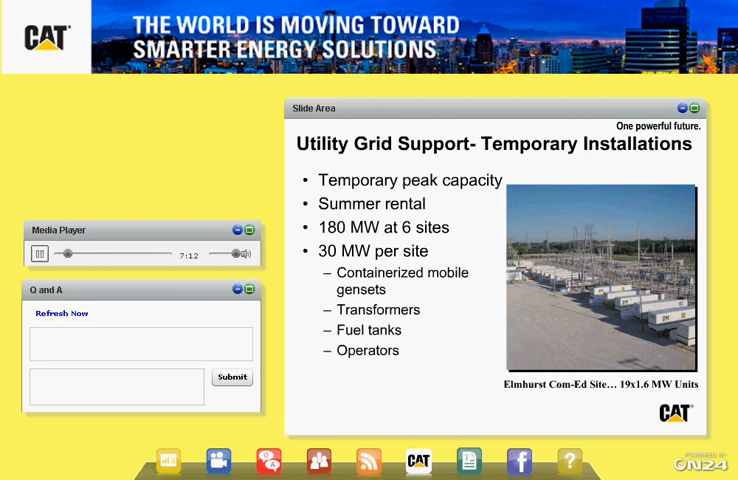 CAT
THE WORLD IS MOVING TOWARD
SMARTER ENERGY SOLUTIONS
Slide Area
One powerful future.
Utility Grid Support- Temporary Installations
• Temporary peak capacity
• Summer rental
• 180 MW at 6 sites
• 30 MW per site
– Containerized mobile
gensets
– Transformers
– Fuel tanks
– Operators
Elmhurst Com-Ed Site… 19x1.6 MW Units
CAT
Media Player
7:12
Q and A
Refresh Now
Submit
Q
A
CAT
f
?
POWERED BY
ON24